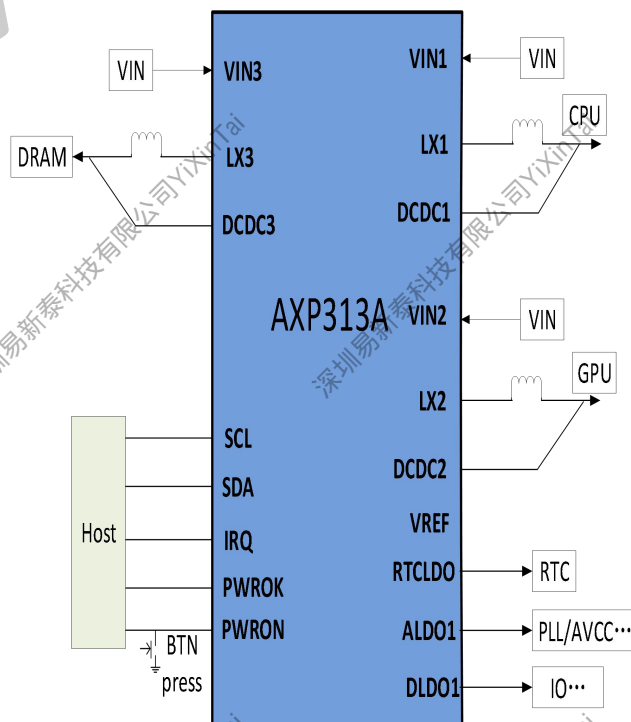 VIN
VIN3
VIN1
VIN
CPU
DRAM
LX3
LX1
DCDC3
DCDC1
AXP313A
VIN2
VIN
GPU
LX2
DCDC2
VREF
Host
SCL
SDA
IRQ
PWROK
PWRON
BTN
press
RTCLDO
RTC
ALDO1
PLL/AVCC···
DLDO1
IO···
深圳易新泰科技有限公司YiXinTai
深圳易新泰科技有限公司YiXinTai